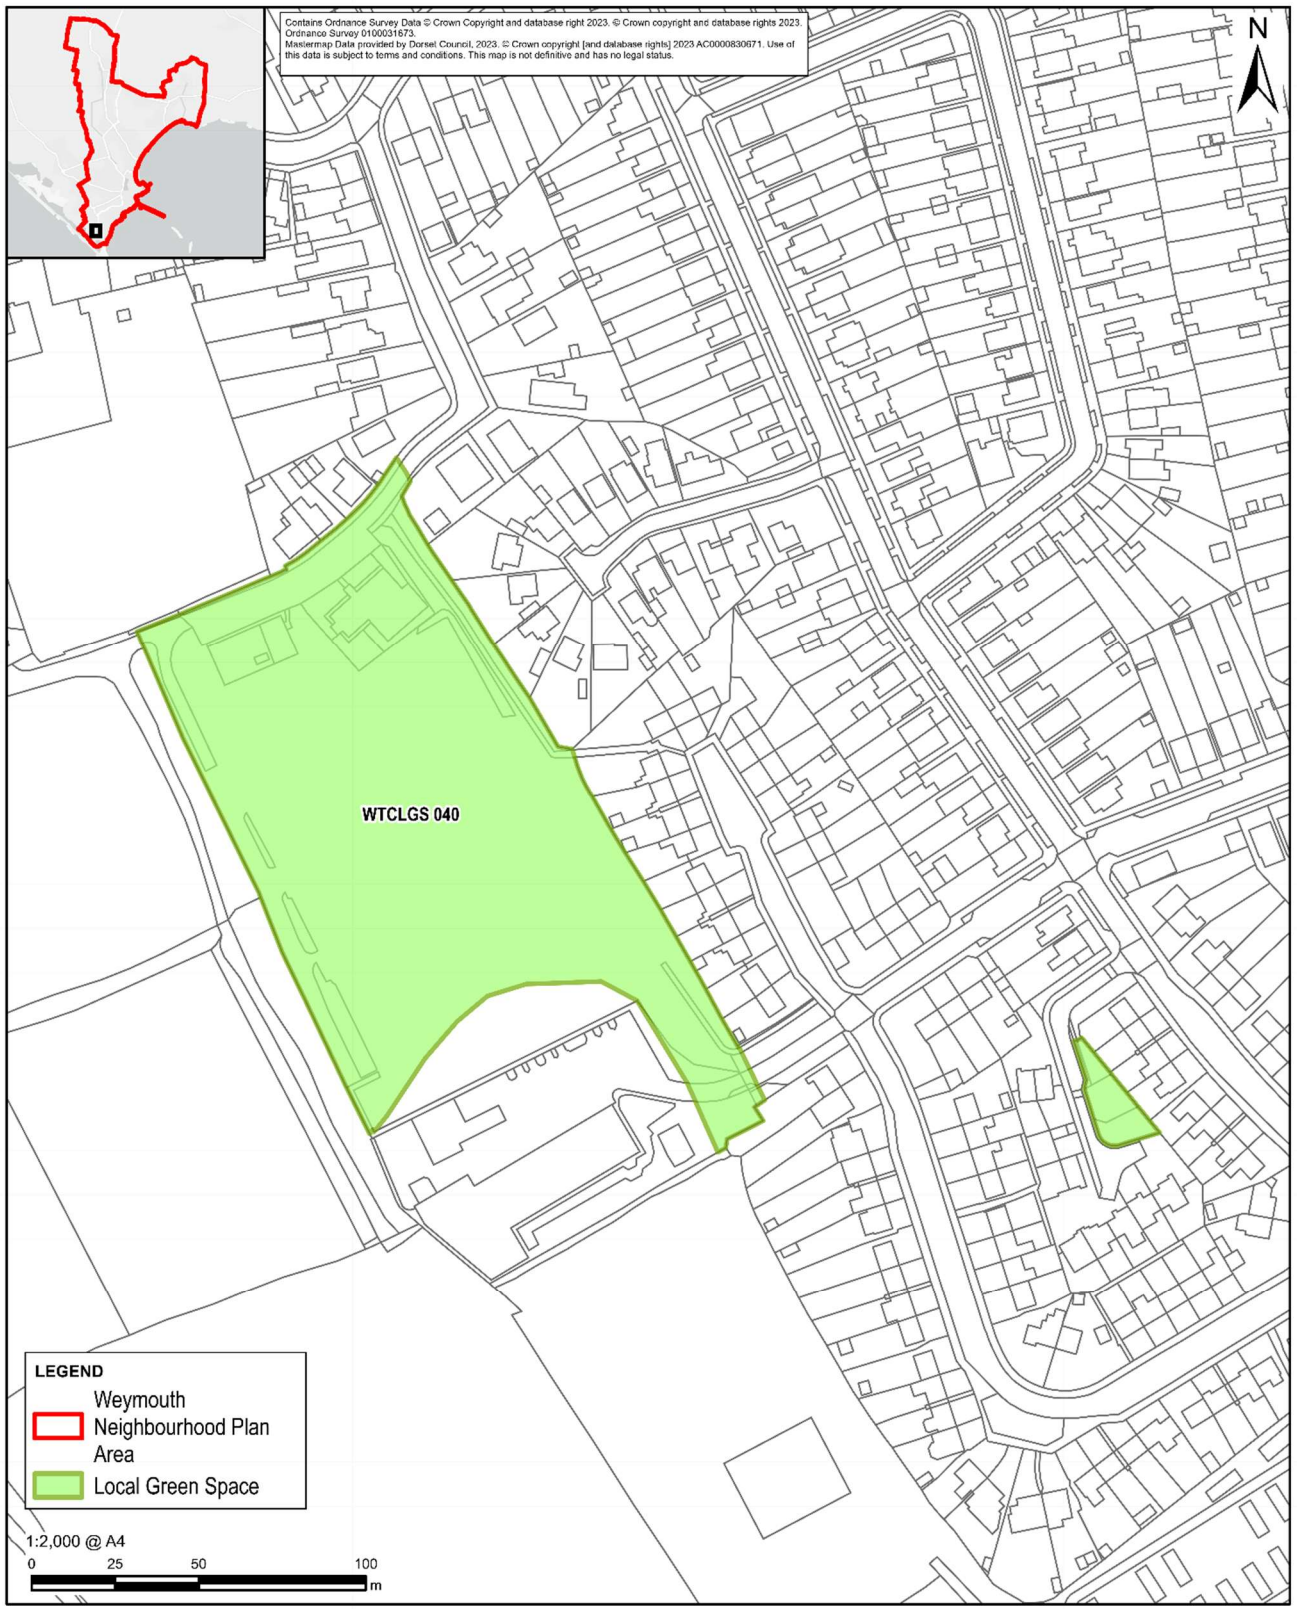 Contains Ordnance Survey Data © Crown Copyright and database right 2023. © Crown copyright and database rights 2023.
Ordnance Survey 0100031673.
Mastermap Data provided by Dorset Council, 2023. © Crown copyright [and database rights] 2023 AC0000830671. Use of
this data is subject to terms and conditions. This map is not definitive and has no legal status.
N
WTCLGS 040
LEGEND
Weymouth
Neighbourhood Plan
Area
Local Green Space
1:2,000 @ A4
0 25 50 100
m